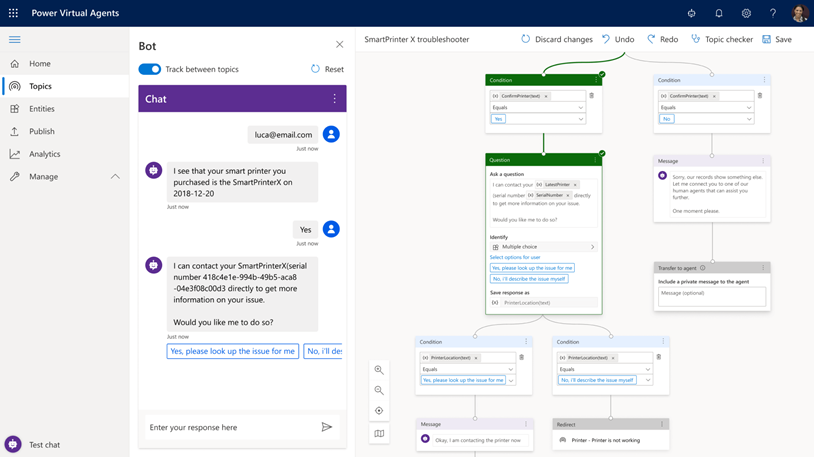 Power Virtual Agents
?
Home
Topics
Entities
Publish
Analytics
Manage
Test chat
Bot
Track between topics
Reset
Chat
luca@email.com
Just now
I see that your smart printer you
purchased is the SmartPrinterX on
2018-12-20
Just now
Yes
Just now
I can contact your SmartPrinterX(serial
number 418c4e1e-994b-49b5-aca8
-04e3f08c00d3 directly to get more
information on your issue.
Would you like me to do so?
Just now
Yes, please look up the issue for me
No, i'll des
Enter your response here
SmartPrinter X troubleshooter
Discard changes
Undo
Redo
Topic checker
Save
Condition
(x) ConfirmPrinter(text) ×
Equals
Yes
Condition
(x) ConfirmPrinter(text) ×
Equals
No
Question
Ask a question
I can contact your (x) LatestPrinter ×
(serial number (x) SerialNumber × directly
to get more information on your issue.
Would you like me to do so?
Identify
Multiple choice
Select options for user
Yes, please look up the issue for me
No, i'll describe the issue myself
Save response as
(x) PrinterLocation(text)
Message
Sorry, our records show something else.
Let me connect you to one of our
human agents that can assist you
further.
One moment please.
Transfer to agent
Include a private message to the agent
Message (optional)
Condition
(x) PrinterLocation(text) ×
Equals
Yes, please look up the issue for me
Condition
(x) PrinterLocation(text) ×
Equals
No, i'll describe the issue myself
Message
Okay, I am contacting the printer now
Redirect
Printer - Printer is not working